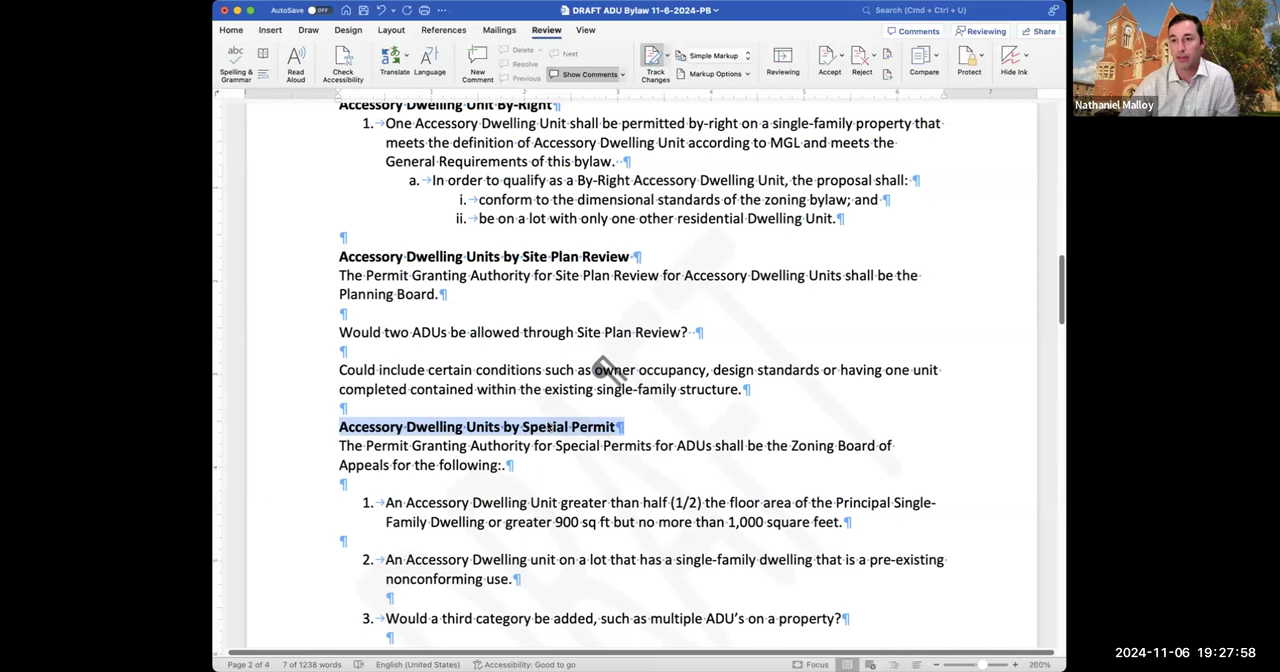 AutoSave OFF
DRAFT ADU Bylaw 11-6-2024-PB
Search (Cmd + Ctrl + U)
Home Insert Draw Design Layout References Mailings Review View
Comments Reviewing Share
Spelling & Grammar
Read Aloud
Check Accessibility
Translate
Language
New Comment
Delete
Resolve
Previous
Next
Show Comments
Track Changes
Simple Markup
Markup Options
Reviewing
Accept
Reject
Compare
Protect
Hide Ink
Nathaniel Malloy
Accessory Dwelling Unit By-Right
1. One Accessory Dwelling Unit shall be permitted by-right on a single-family property that
meets the definition of Accessory Dwelling Unit according to MGL and meets the
General Requirements of this bylaw.
a. In order to qualify as a By-Right Accessory Dwelling Unit, the proposal shall:
i. conform to the dimensional standards of the zoning bylaw; and
ii. be on a lot with only one other residential Dwelling Unit.
Accessory Dwelling Units by Site Plan Review
The Permit Granting Authority for Site Plan Review for Accessory Dwelling Units shall be the
Planning Board.
Would two ADUs be allowed through Site Plan Review?
Could include certain conditions such as owner occupancy, design standards or having one unit
completed contained within the existing single-family structure.
Accessory Dwelling Units by Special Permit
The Permit Granting Authority for Special Permits for ADUs shall be the Zoning Board of
Appeals for the following:.
1. An Accessory Dwelling Unit greater than half (1/2) the floor area of the Principal Single-
Family Dwelling or greater 900 sq ft but no more than 1,000 square feet.
2. An Accessory Dwelling unit on a lot that has a single-family dwelling that is a pre-existing
nonconforming use.
3. Would a third category be added, such as multiple ADU's on a property?
DRAFT
Page 2 of 4 7 of 1238 words English (United States) Accessibility: Good to go Focus 200%
2024-11-06 19:27:58